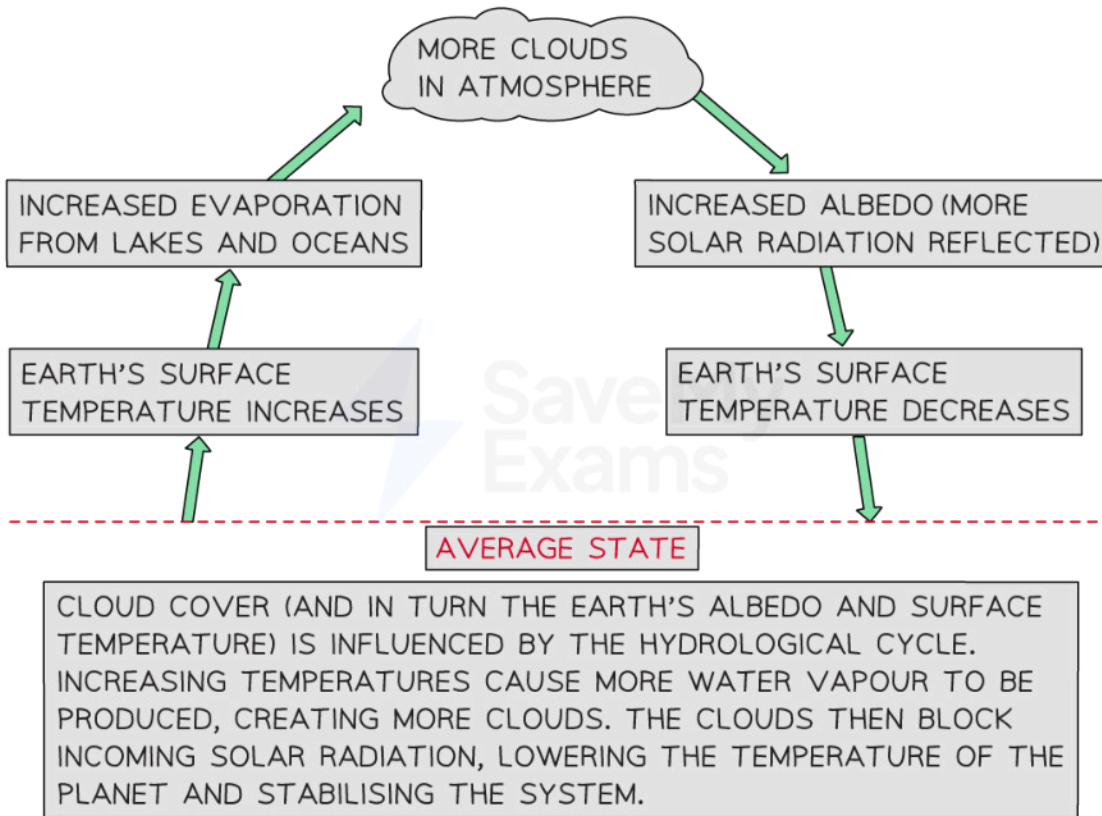 MORE CLOUDS
IN ATMOSPHERE
INCREASED EVAPORATION
FROM LAKES AND OCEANS
INCREASED ALBEDO (MORE
SOLAR RADIATION REFLECTED)
EARTH'S SURFACE
TEMPERATURE INCREASES
EARTH'S SURFACE
TEMPERATURE DECREASES
Save My
Exams
AVERAGE STATE
CLOUD COVER (AND IN TURN THE EARTH'S ALBEDO AND SURFACE
TEMPERATURE) IS INFLUENCED BY THE HYDROLOGICAL CYCLE.
INCREASING TEMPERATURES CAUSE MORE WATER VAPOUR TO BE
PRODUCED, CREATING MORE CLOUDS. THE CLOUDS THEN BLOCK
INCOMING SOLAR RADIATION, LOWERING THE TEMPERATURE OF THE
PLANET AND STABILISING THE SYSTEM.